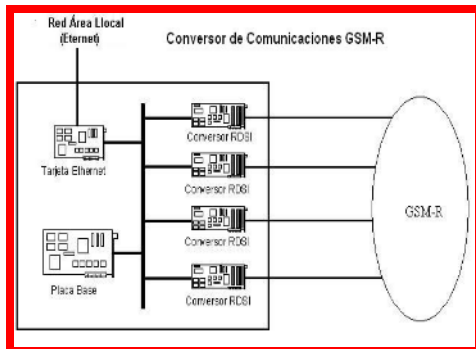 Red Área Llocal
(Eternet)
Conversor de Comunicaciones GSM-R
Conversor RDSI
Tarjeta Ethernet
Conversor RDSI
Conversor RDSI
GSM-R
Placa Base
Conversor RDSI